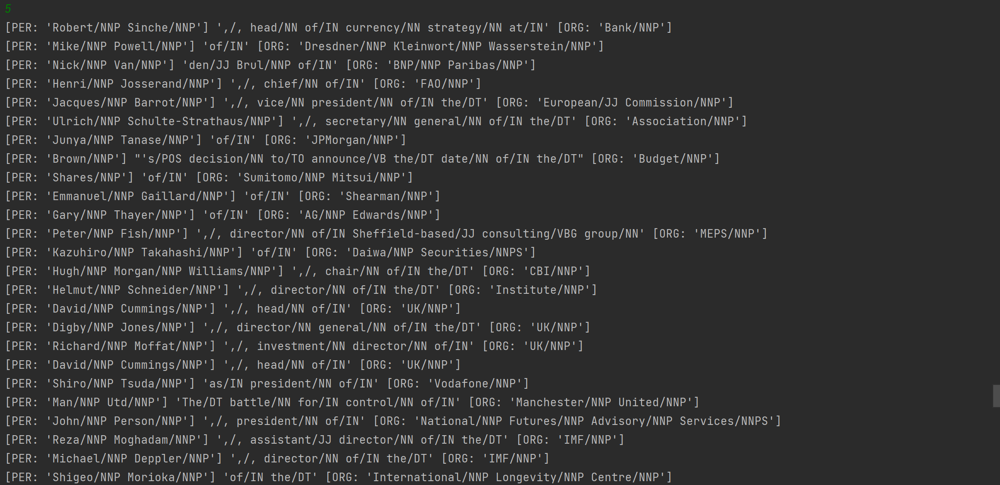 5
[PER: 'Robert/NNP Sinche/NNP'] ',/, head/NN of/IN currency/NN strategy/NN at/IN' [ORG: 'Bank/NNP']
[PER: 'Mike/NNP Powell/NNP'] 'of/IN' [ORG: 'Dresdner/NNP Kleinwort/NNP Wasserstein/NNP']
[PER: 'Nick/NNP Van/NNP'] 'den/JJ Brul/NNP of/IN' [ORG: 'BNP/NNP Paribas/NNP']
[PER: 'Henri/NNP Josserand/NNP'] ',/, chief/NN of/IN' [ORG: 'FAO/NNP']
[PER: 'Jacques/NNP Barrot/NNP'] ',/, vice/NN president/NN of/IN the/DT' [ORG: 'European/JJ Commission/NNP']
[PER: 'Ulrich/NNP Schulte-Strathaus/NNP'] ',/, secretary/NN general/NN of/IN the/DT' [ORG: 'Association/NNP']
[PER: 'Junya/NNP Tanase/NNP'] 'of/IN' [ORG: 'JPMorgan/NNP']
[PER: 'Brown/NNP'] "'s/POS decision/NN to/TO announce/VB the/DT date/NN of/IN the/DT" [ORG: 'Budget/NNP']
[PER: 'Shares/NNP'] 'of/IN' [ORG: 'Sumitomo/NNP Mitsui/NNP']
[PER: 'Emmanuel/NNP Gaillard/NNP'] 'of/IN' [ORG: 'Shearman/NNP']
[PER: 'Gary/NNP Thayer/NNP'] 'of/IN' [ORG: 'AG/NNP Edwards/NNP']
[PER: 'Peter/NNP Fish/NNP'] ',/, director/NN of/IN Sheffield-based/JJ consulting/VBG group/NN' [ORG: 'MEPS/NNP']
[PER: 'Kazuhiro/NNP Takahashi/NNP'] 'of/IN' [ORG: 'Daiwa/NNP Securities/NNPS']
[PER: 'Hugh/NNP Morgan/NNP Williams/NNP'] ',/, chair/NN of/IN the/DT' [ORG: 'CBI/NNP']
[PER: 'Helmut/NNP Schneider/NNP'] ',/, director/NN of/IN the/DT' [ORG: 'Institute/NNP']
[PER: 'David/NNP Cummings/NNP'] ',/, head/NN of/IN' [ORG: 'UK/NNP']
[PER: 'Digby/NNP Jones/NNP'] ',/, director/NN general/NN of/IN the/DT' [ORG: 'UK/NNP']
[PER: 'Richard/NNP Moffat/NNP'] ',/, investment/NN director/NN of/IN' [ORG: 'UK/NNP']
[PER: 'David/NNP Cummings/NNP'] ',/, head/NN of/IN' [ORG: 'UK/NNP']
[PER: 'Shiro/NNP Tsuda/NNP'] 'as/IN president/NN of/IN' [ORG: 'Vodafone/NNP']
[PER: 'Man/NNP Utd/NNP'] 'The/DT battle/NN for/IN control/NN of/IN' [ORG: 'Manchester/NNP United/NNP']
[PER: 'John/NNP Person/NNP'] ',/, president/NN of/IN' [ORG: 'National/NNP Futures/NNP Advisory/NNP Services/NNPS']
[PER: 'Reza/NNP Moghadam/NNP'] ',/, assistant/JJ director/NN of/IN the/DT' [ORG: 'IMF/NNP']
[PER: 'Michael/NNP Deppler/NNP'] ',/, director/NN of/IN the/DT' [ORG: 'IMF/NNP']
[PER: 'Shigeo/NNP Morioka/NNP'] 'of/IN the/DT' [ORG: 'International/NNP Longevity/NNP Centre/NNP']